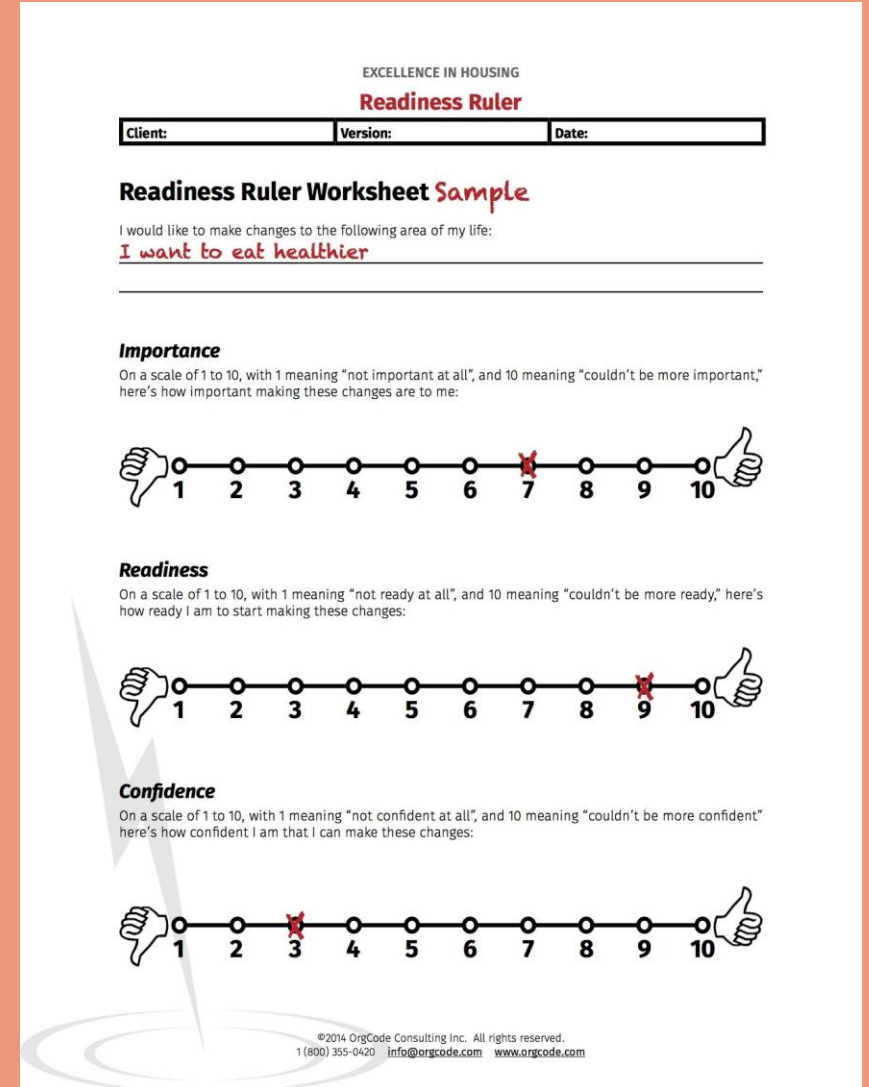 EXCELLENCE IN HOUSING
Readiness Ruler
Client: Version: Date:
Readiness Ruler Worksheet Sample
I would like to make changes to the following area of my life:
I want to eat healthier
Importance
On a scale of 1 to 10, with 1 meaning “not important at all”, and 10 meaning “couldn’t be more important,”
here’s how important making these changes are to me:
1 2 3 4 5 6 7 8 9 10
Readiness
On a scale of 1 to 10, with 1 meaning “not ready at all”, and 10 meaning “couldn’t be more ready,” here’s
how ready I am to start making these changes:
1 2 3 4 5 6 7 8 9 10
Confidence
On a scale of 1 to 10, with 1 meaning “not confident at all”, and 10 meaning “couldn’t be more confident”
here’s how confident I am that I can make these changes:
1 2 3 4 5 6 7 8 9 10
©2014 OrgCode Consulting Inc. All rights reserved.
1 (800) 355-0420 info@orgcode.com www.orgcode.com